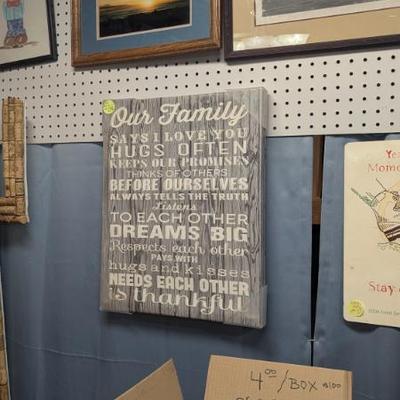 Our Family
SAYS I LOVE YOU
HUGS OFTEN
KEEPS OUR PROMISES
THINKS OF OTHERS
BEFORE OURSELVES
ALWAYS TELLS THE TRUTH
Listens
TO EACH OTHER
DREAMS BIG
Respects each other
PAYS WITH
hugs and kisses
NEEDS EACH OTHER
is thankful
Yea
Mome
Stay
4.00/BOX